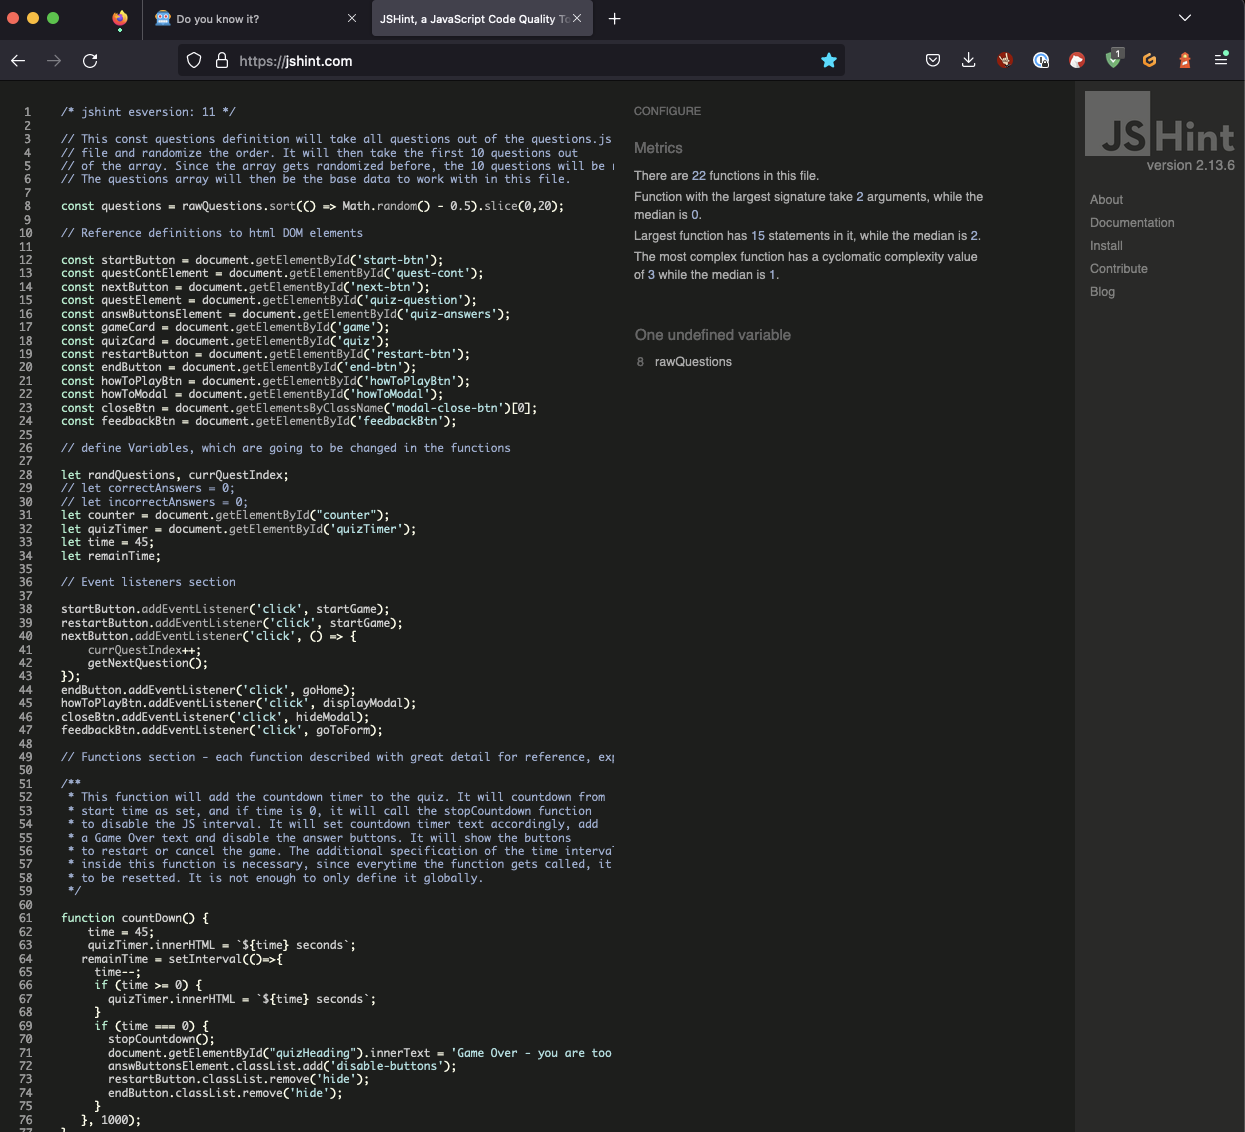 Do you know it?
JSHint, a JavaScript Code Quality To
https://jshint.com
1
1 /* jshint esversion: 11 */
2
3 // This const questions definition will take all questions out of the questions.js
4 // file and randomize the order. It will then take the first 10 questions out
5 // of the array. Since the array gets randomized before, the 10 questions will be
6 // The questions array will then be the base data to work with in this file.
7
8 const questions = rawQuestions.sort(() => Math.random() - 0.5).slice(0,20);
9
10 // Reference definitions to html DOM elements
11
12 const startButton = document.getElementById('start-btn');
13 const questContElement = document.getElementById('quest-cont');
14 const nextButton = document.getElementById('next-btn');
15 const questElement = document.getElementById('quiz-question');
16 const answButtonsElement = document.getElementById('quiz-answers');
17 const gameCard = document.getElementById('game');
18 const quizCard = document.getElementById('quiz');
19 const restartButton = document.getElementById('restart-btn');
20 const endButton = document.getElementById('end-btn');
21 const howToPlayBtn = document.getElementById('howToPlayBtn');
22 const howToModal = document.getElementById('howToModal');
23 const closeBtn = document.getElementsByClassName('modal-close-btn')[0];
24 const feedbackBtn = document.getElementById('feedbackBtn');
25
26 // define Variables, which are going to be changed in the functions
27
28 let randQuestions, currQuestIndex;
29 // let correctAnswers = 0;
30 // let incorrectAnswers = 0;
31 let counter = document.getElementById("counter");
32 let quizTimer = document.getElementById('quizTimer');
33 let time = 45;
34 let remainTime;
35
36 // Event listeners section
37
38 startButton.addEventListener('click', startGame);
39 restartButton.addEventListener('click', startGame);
40 nextButton.addEventListener('click', () => {
41 currQuestIndex++;
42 getNextQuestion();
43 });
44 endButton.addEventListener('click', goHome);
45 howToPlayBtn.addEventListener('click', displayModal);
46 closeBtn.addEventListener('click', hideModal);
47 feedbackBtn.addEventListener('click', goToForm);
48
49 // Functions section - each function described with great detail for reference, exp
50
51 /**
52 * This function will add the countdown timer to the quiz. It will countdown from
53 * start time as set, and if time is 0, it will call the stopCountdown function
54 * to disable the JS interval. It will set countdown timer text accordingly, add
55 * a Game Over text and disable the answer buttons. It will show the buttons
56 * to restart or cancel the game. The additional specification of the time interval
57 * inside this function is necessary, since everytime the function gets called, it
58 * to be resetted. It is not enough to only define it globally.
59 */
60
61 function countDown() {
62 time = 45;
63 quizTimer.innerHTML = `${time} seconds`;
64 remainTime = setInterval(()=>{
65 time--;
66 if (time >= 0) {
67 quizTimer.innerHTML = `${time} seconds`;
68 }
69 if (time === 0) {
70 stopCountdown();
71 document.getElementById("quizHeading").innerText = 'Game Over - you are too
72 answButtonsElement.classList.add('disable-buttons');
73 restartButton.classList.remove('hide');
74 endButton.classList.remove('hide');
75 }
76 }, 1000);
77 }
CONFIGURE
Metrics
There are 22 functions in this file.
Function with the largest signature take 2 arguments, while the
median is 0.
Largest function has 15 statements in it, while the median is 2.
The most complex function has a cyclomatic complexity value
of 3 while the median is 1.
One undefined variable
8 rawQuestions
JSHint
version 2.13.6
About
Documentation
Install
Contribute
Blog